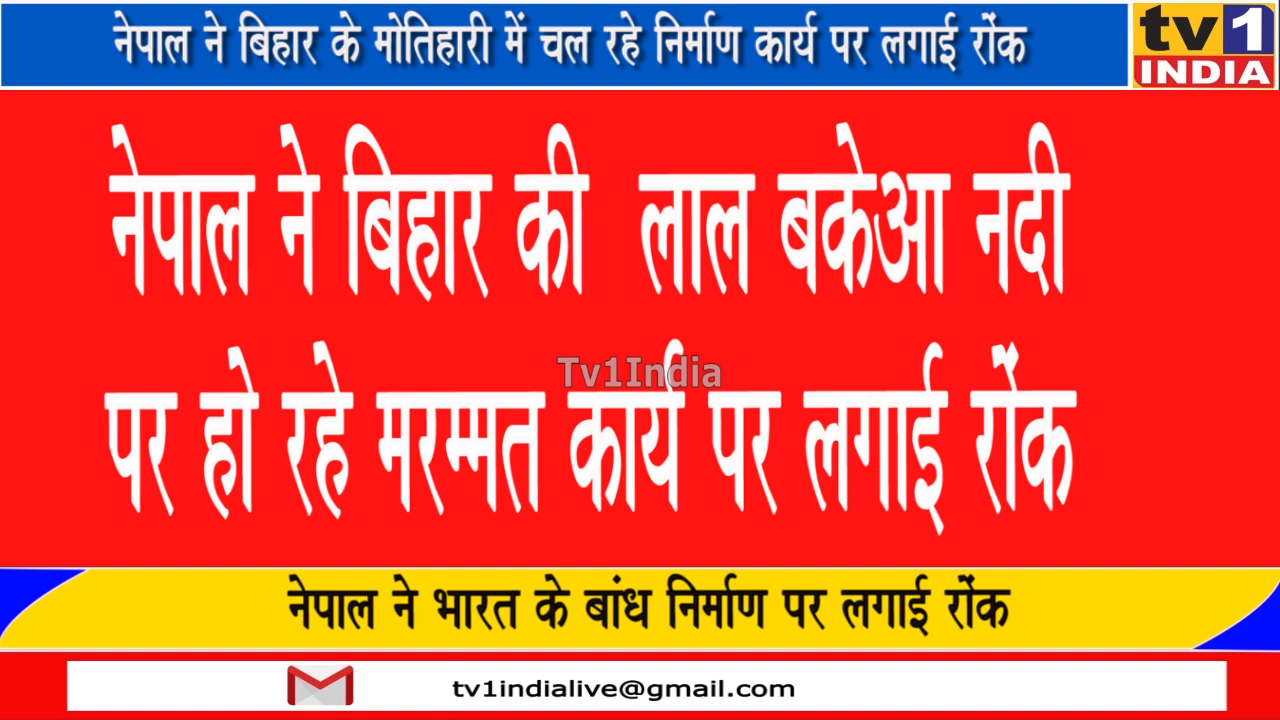 नेपाल ने बिहार के मोतिहारी में चल रहे निर्माण कार्य पर लगाई रोंक
tv1
INDIA
नेपाल ने बिहार की लाल बकेआ नदी
Tv1India
पर हो रहे मरम्मत कार्य पर लगाई रोंक
नेपाल ने भारत के बांध निर्माण पर लगाई रोंक
tv1indialive@gmail.com